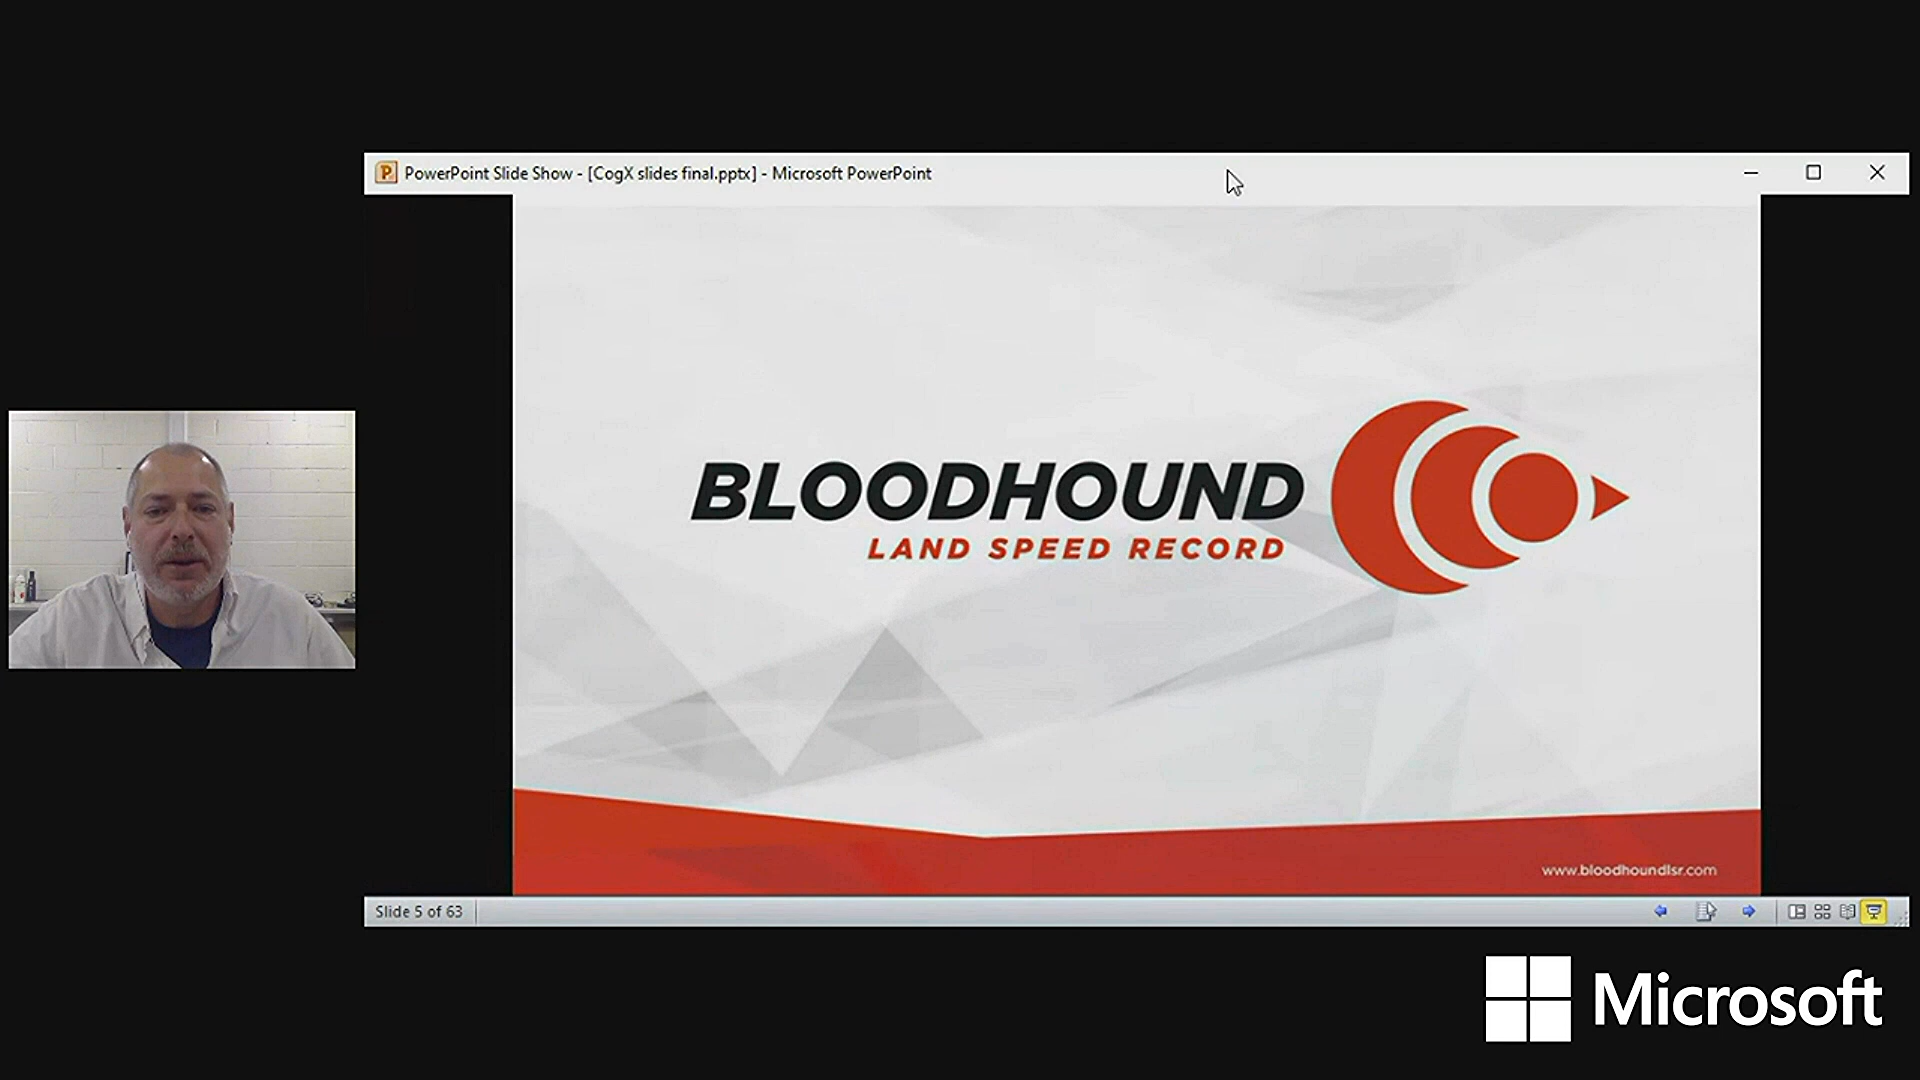 PowerPoint Slide Show - [CogX slides final.pptx] - Microsoft PowerPoint
BLOODHOUND
LAND SPEED RECORD
www.bloodhoundlsr.com
Slide 5 of 63
Microsoft